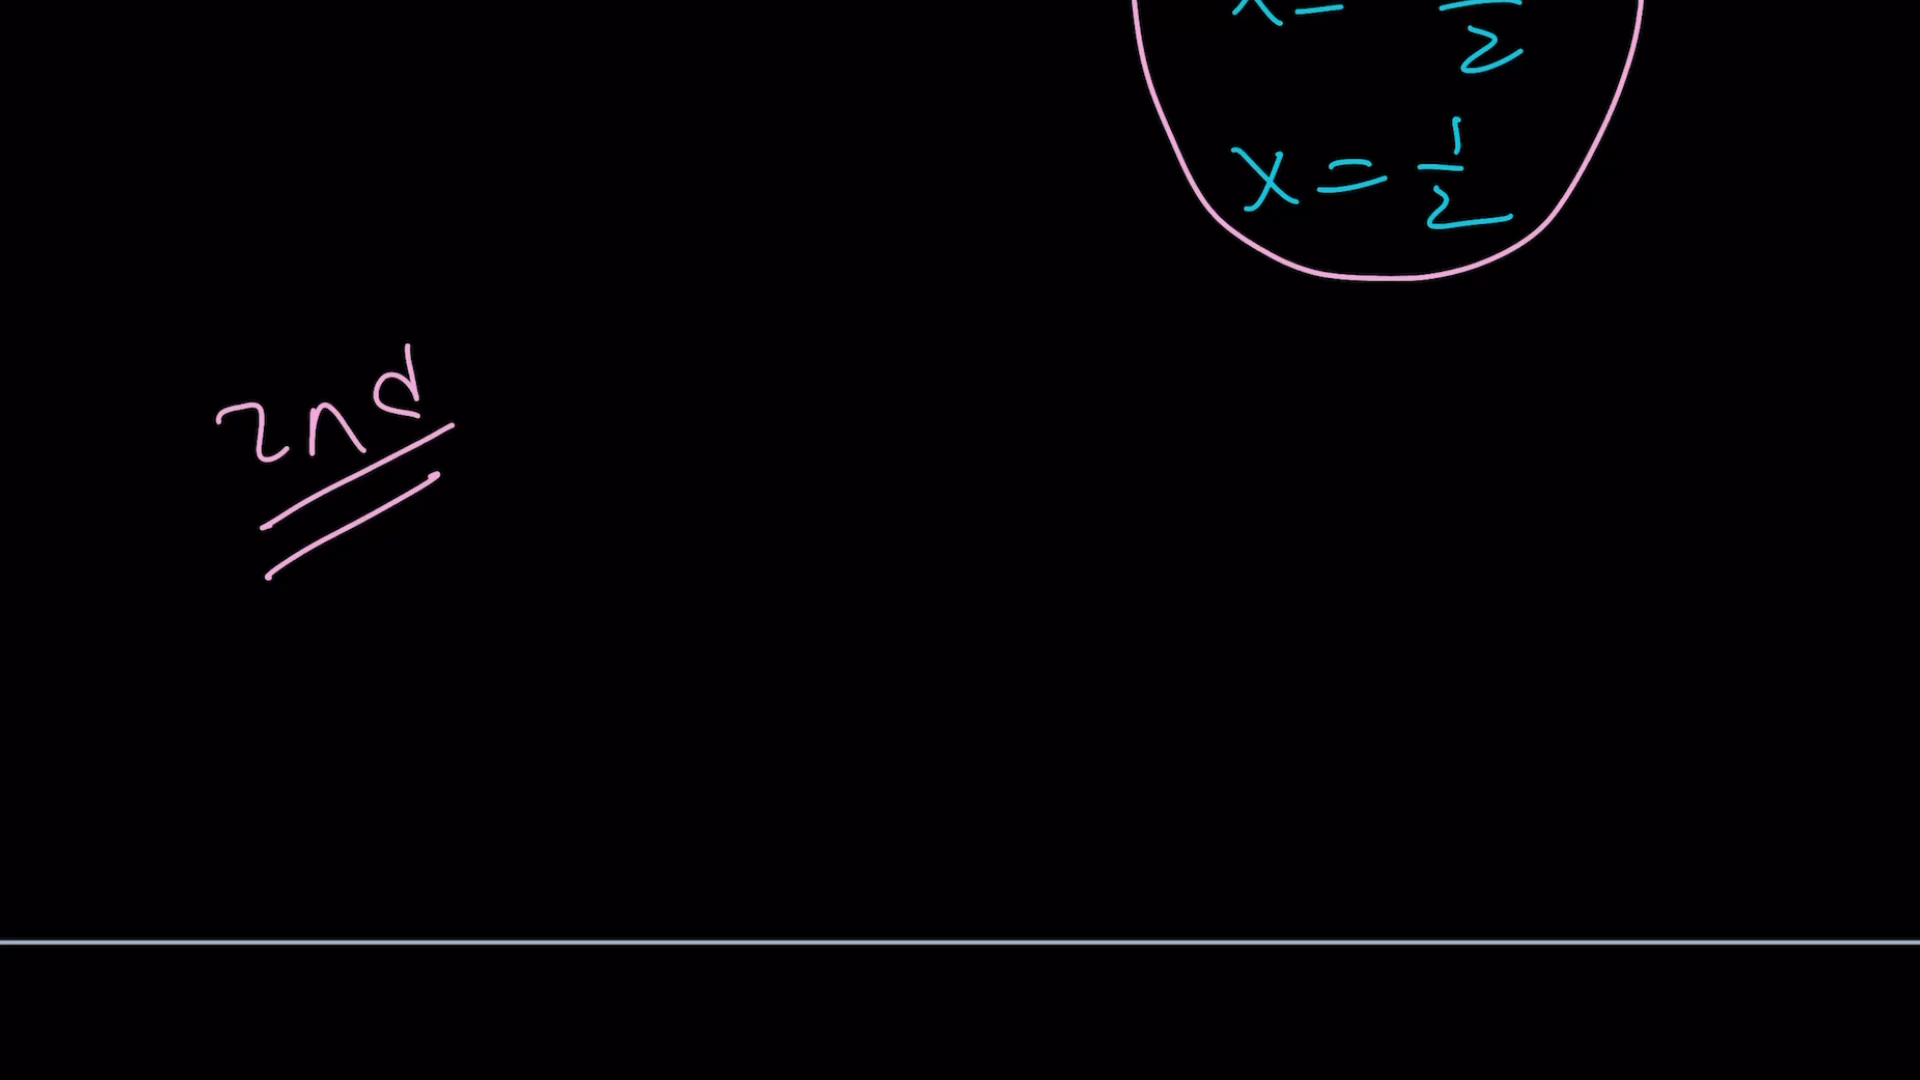 x = 1/2
2nd